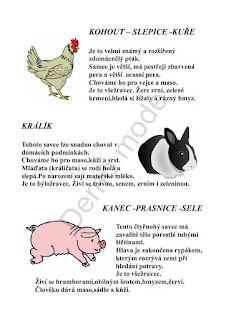 KOHOUT – SLEPICE -KUŘE
Je to velmi známý a rozšířený
zdomácnělý pták.
Samec je větší, má pestřeji zbarvená
pera a větší ocasní pera.
Chováme ho pro vejce a maso.
Je to všežravec. Žere zrní, zelené
krmení,hledá si žížaly a různý hmyz.
KRÁLÍK
Tohoto savce lze snadno chovat v
domácích podmínkách.
Chováme ho pro maso,kůži a srst.
Mláďata (králíčata) se rodí holá a
slepá.Po narození sají mateřské mléko.
Je to býložravec. Živí se trávou, senem, zrním i zeleninou.
KANEC -PRASNICE -SELE
Tento čtyřnohý savec má
zavalité tělo porostlé tuhými
štětinami.
Hlava je zakončena rypákem,
kterým rozrývá zemi při
hledání potravy.
Je to všežravec.
Živí se bramborami,obilným šrotem,hmyzem,červi.
Člověku dává maso,sádlo a kůži.